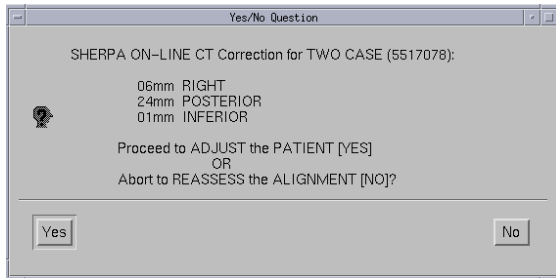 Yes/No Question
SHERPA ON-LINE CT Correction for TWO CASE (5517078):
06mm RIGHT
24mm POSTERIOR
01mm INFERIOR
Proceed to ADJUST the PATIENT [YES]
OR
Abort to REASSESS the ALIGNMENT [NO]?
Yes
No